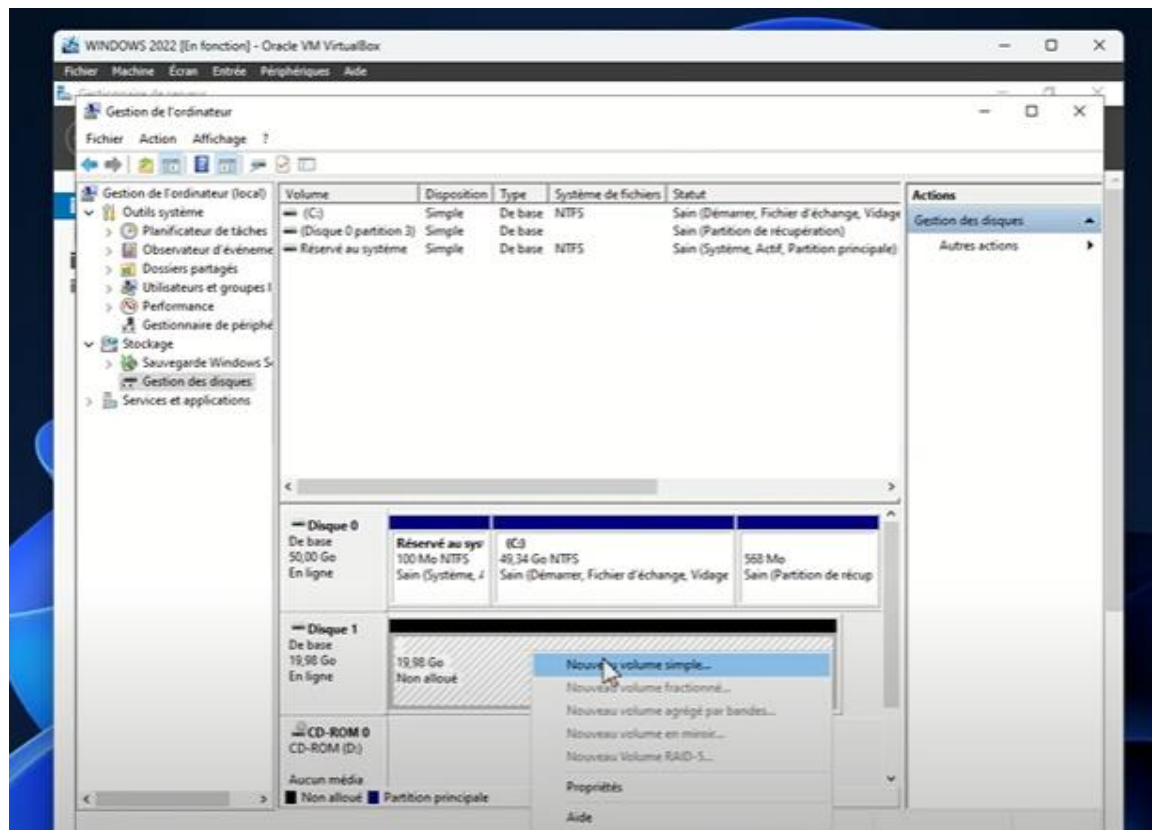 WINDOWS 2022 [En fonction] - Oracle VM VirtualBox
Fichier Machine Écran Entrée Périphériques Aide
Gestionnaire de serveur
Gestion de l'ordinateur
Fichier Action Affichage ?
Gestion de l'ordinateur (local)
Outils système
Planificateur de tâches
Observateur d'événeme
Dossiers partagés
Utilisateurs et groupes l
Performance
Gestionnaire de périphé
Stockage
Sauvegarde Windows Se
Gestion des disques
Services et applications
Volume Disposition Type Système de fichiers Statut
(C:) Simple De base NTFS Sain (Démarrer, Fichier d'échange, Vidage
(Disque 0 partition 3) Simple De base Sain (Partition de récupération)
Réservé au système Simple De base NTFS Sain (Système, Actif, Partition principale)
Actions
Gestion des disques
Autres actions
Disque 0
De base
50,00 Go
En ligne
Réservé au sys
100 Mo NTFS
Sain (Système, A
(C:)
49,34 Go NTFS
Sain (Démarrer, Fichier d'échange, Vidage
568 Mo
Sain (Partition de récup
Disque 1
De base
19,98 Go
En ligne
19,98 Go
Non alloué
CD-ROM 0
CD-ROM (D:)
Aucun média
Non alloué Partition principale
Nouveau volume simple...
Nouveau volume fractionné...
Nouveau volume agrégé par bandes...
Nouveau volume en miroir...
Nouveau Volume RAID-5...
Propriétés
Aide